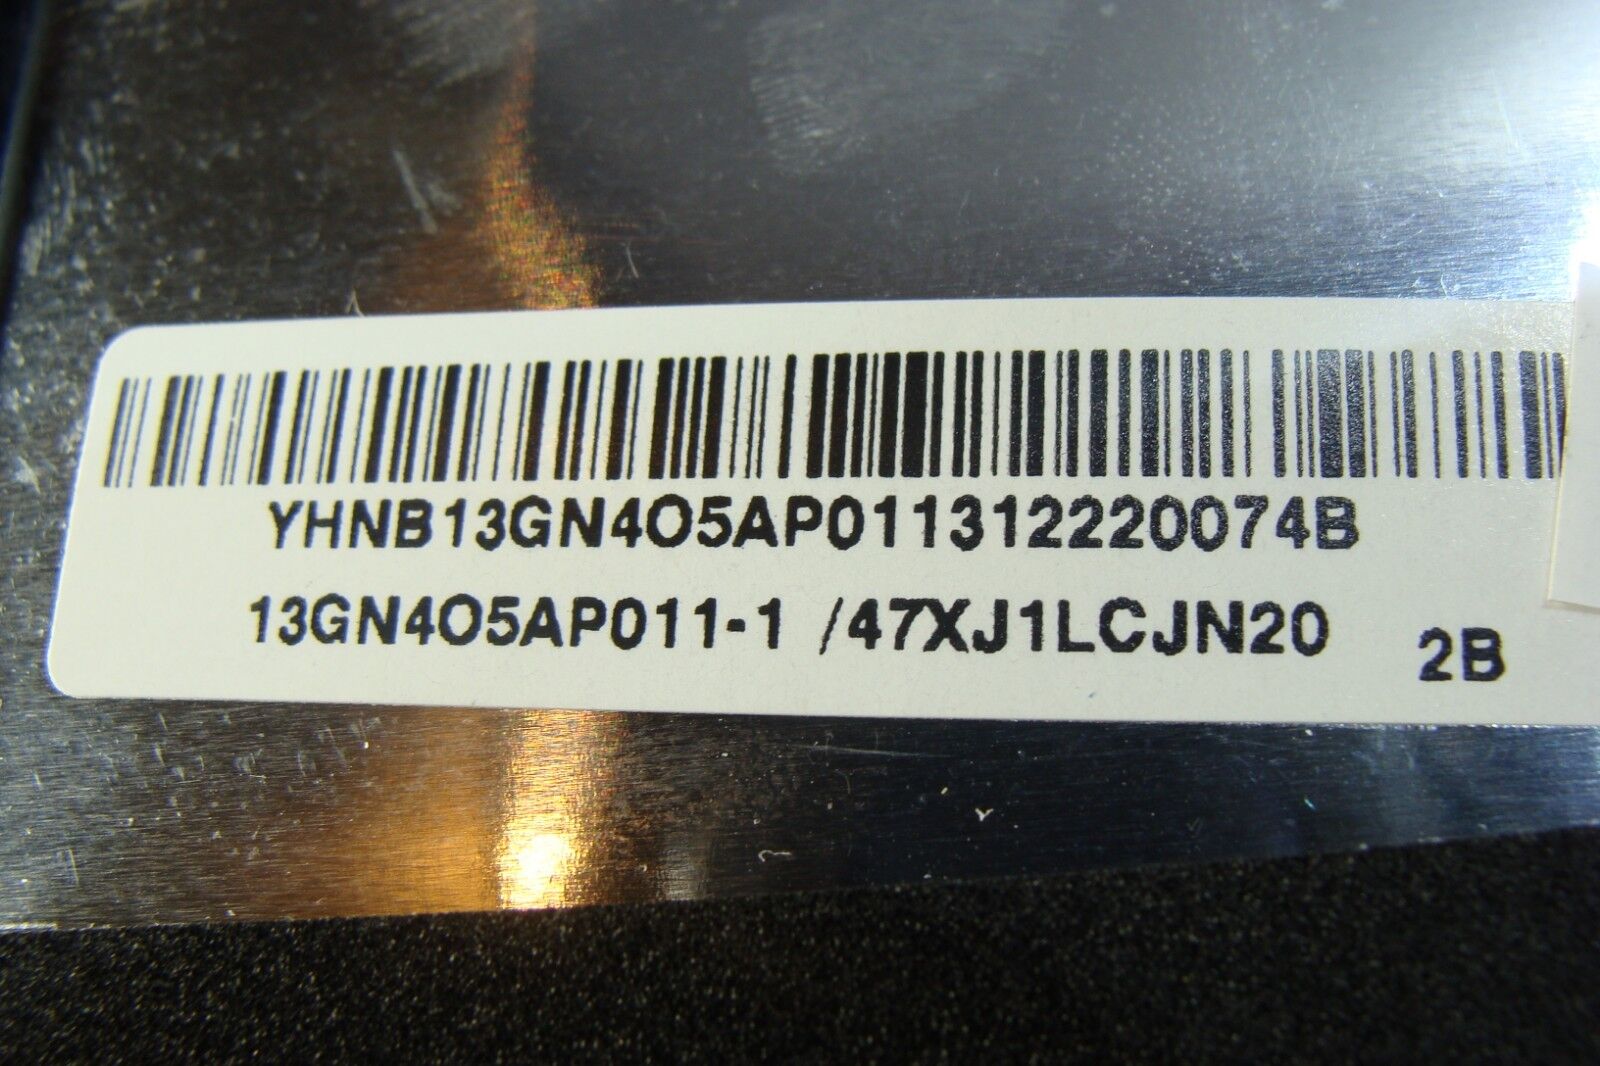 YHNB13GN4O5AP011312220074B
13GN4O5AP011-1 /47XJ1LCJN20 2B